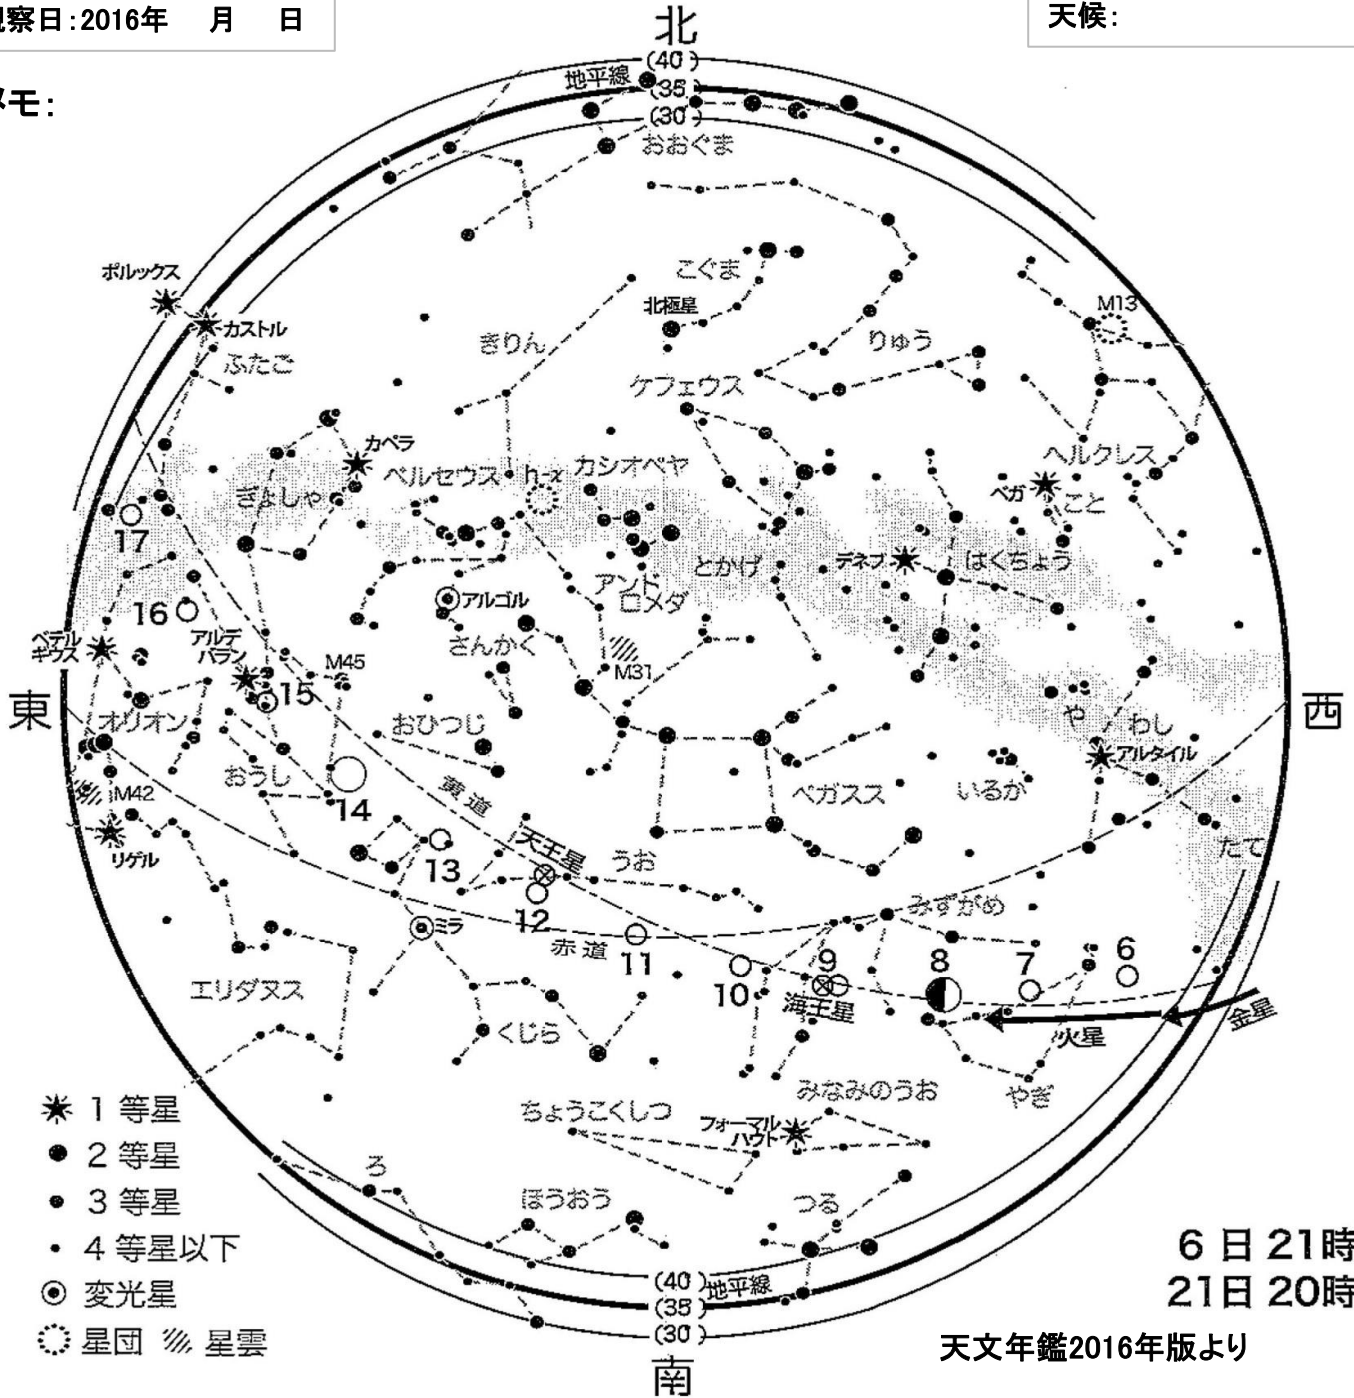 観察日:2016年 月 日
天候:
メモ:
北
(40)
地平線
(35)
(30)
おおぐま
ポルックス
カストル
ふたご
こぐま
北極星
きりん
りゅう
M13
ケフェウス
カペラ
ペルセウス
h-χ
カシオペヤ
ヘルクレス
ベガ
こと
ぎょしゃ
17
とかげ
デネブ
はくちょう
アンド
ロメダ
アルゴル
16
ベテル
ギウス
アルデ
バラン
さんかく
M45
M31
15
東
オリオン
おひつじ
や
わし
西
アルタイル
おうし
黄道
ペガスス
いるか
M42
14
リゲル
13
天王星
うお
たて
12
みずがめ
ミラ
赤道
11
10
9
8
7
6
エリダヌス
海王星
金星
火星
くじら
やぎ
みなみのうお
ちょうこくしつ
フォーマル
ハウト
ろ
ほうおう
つる
1 等星
2 等星
3 等星
4 等星以下
変光星
星団
星雲
(40)
地平線
(35)
(30)
南
6 日 21時
21日 20時
天文年鑑2016年版より